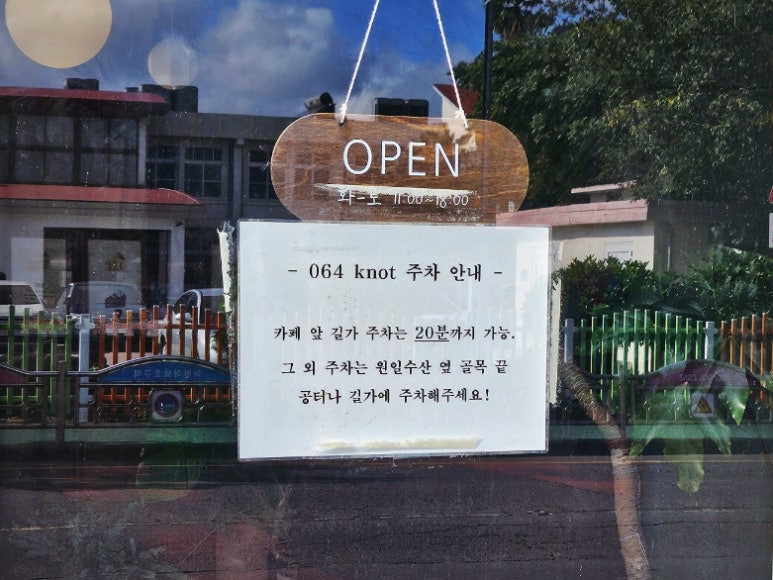 OPEN
화-토 11:00~18:00
- 064 knot 주차 안내 -
카페 앞 길가 주차는 20분까지 가능.
그 외 주차는 원일수산 옆 골목 끝
공터나 길가에 주차해주세요!